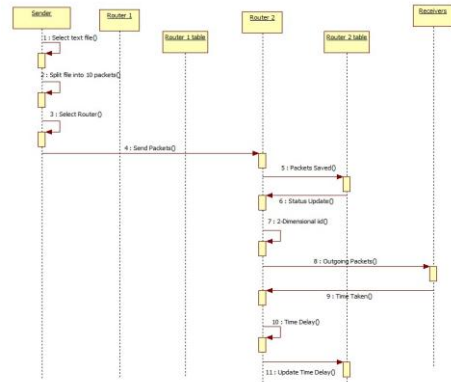 Sender
Router 1
Router 2
Receivers
Router 1 table
Router 2 table
1 : Select text file()
2 : Split file into 10 packets()
3 : Select Router()
4 : Send Packets()
5 : Packets Saved()
6 : Status Update()
7 : 2-Dimensional id()
8 : Outgoing Packets()
9 : Time Taken()
10 : Time Delay()
11 : Update Time Delay()